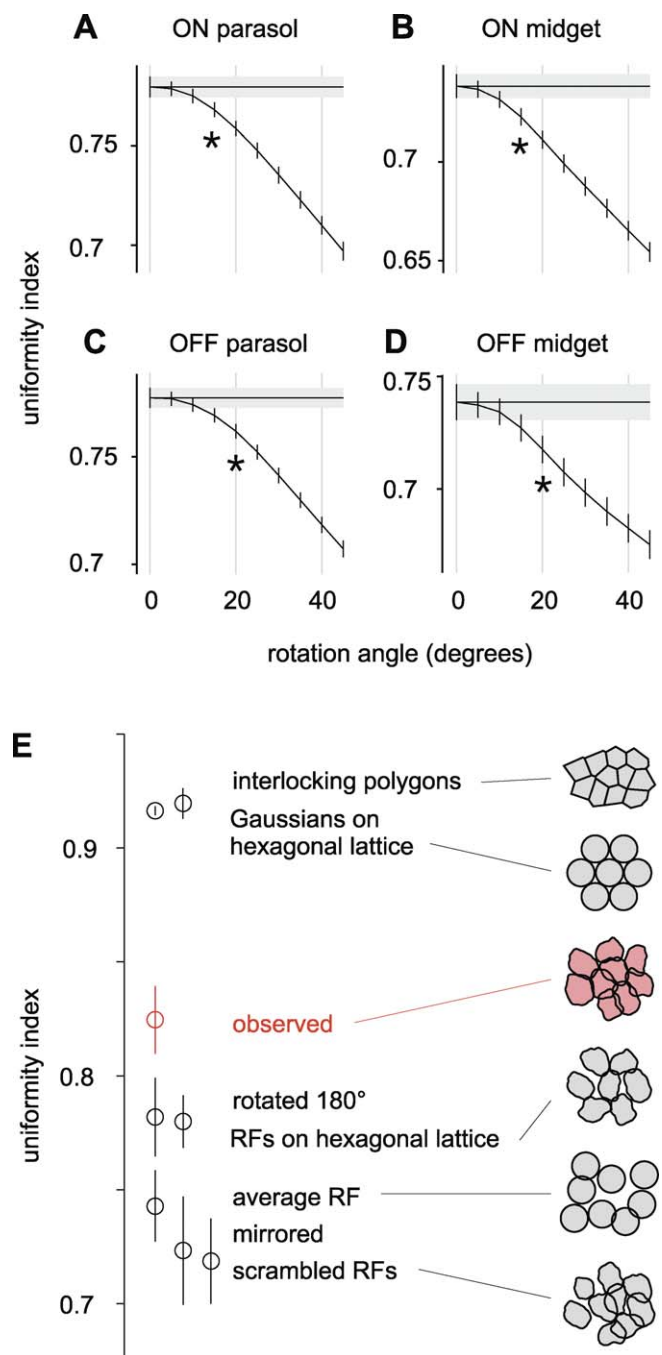 A ON parasol
B ON midget
0.75
0.7
0.7
0.65
*
*
C OFF parasol
D OFF midget
0.75
0.7
0.75
0.7
*
*
0 20 40
0 20 40
uniformity index
rotation angle (degrees)
E
interlocking polygons
Gaussians on
hexagonal lattice
observed
rotated 180°
RFs on hexagonal lattice
average RF
mirrored
scrambled RFs
0.9
0.8
0.7
uniformity index